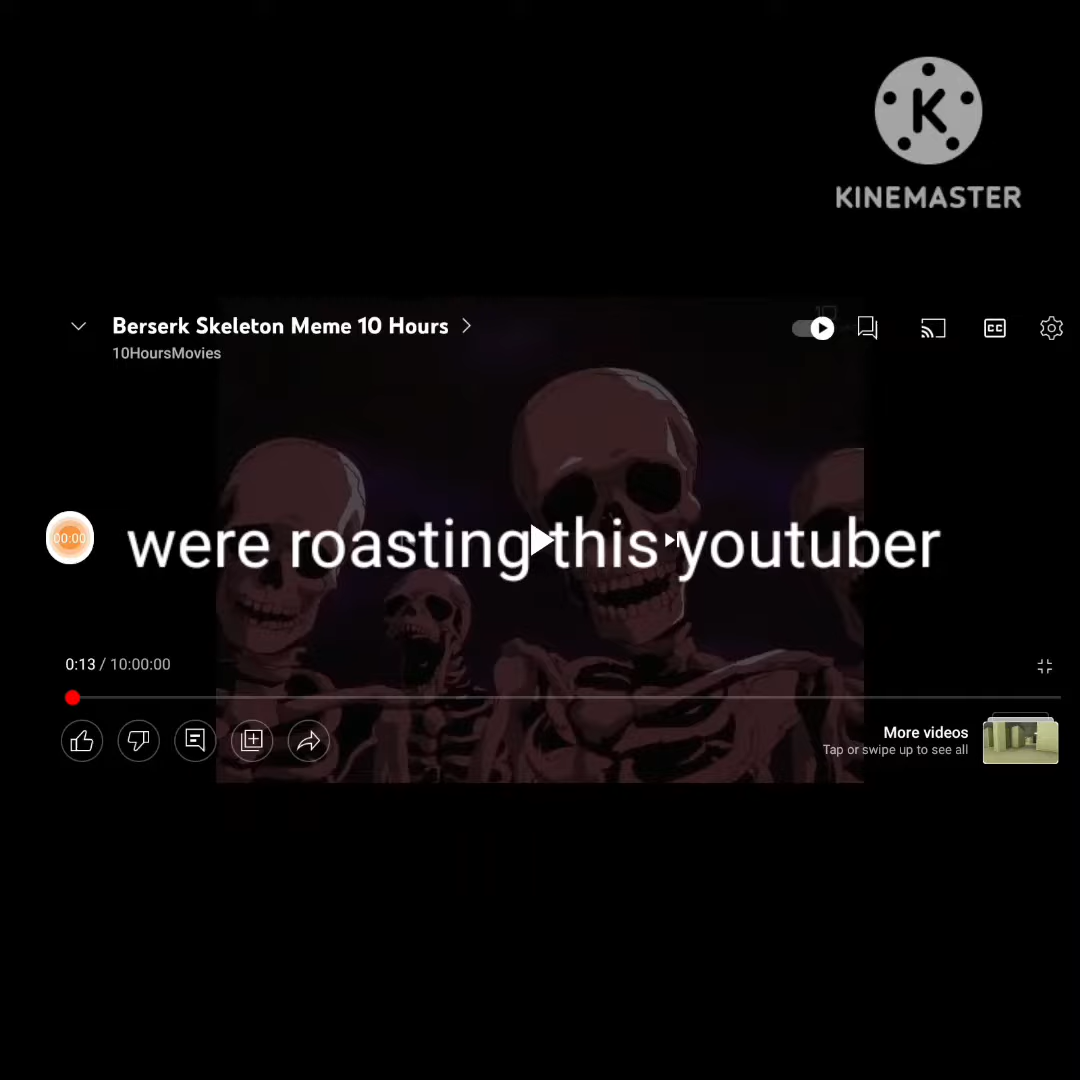 K
KINEMASTER
Berserk Skeleton Meme 10 Hours
10HoursMovies
CC
00:00
were roasting this youtuber
0:13 / 10:00:00
More videos
Tap or swipe up to see all